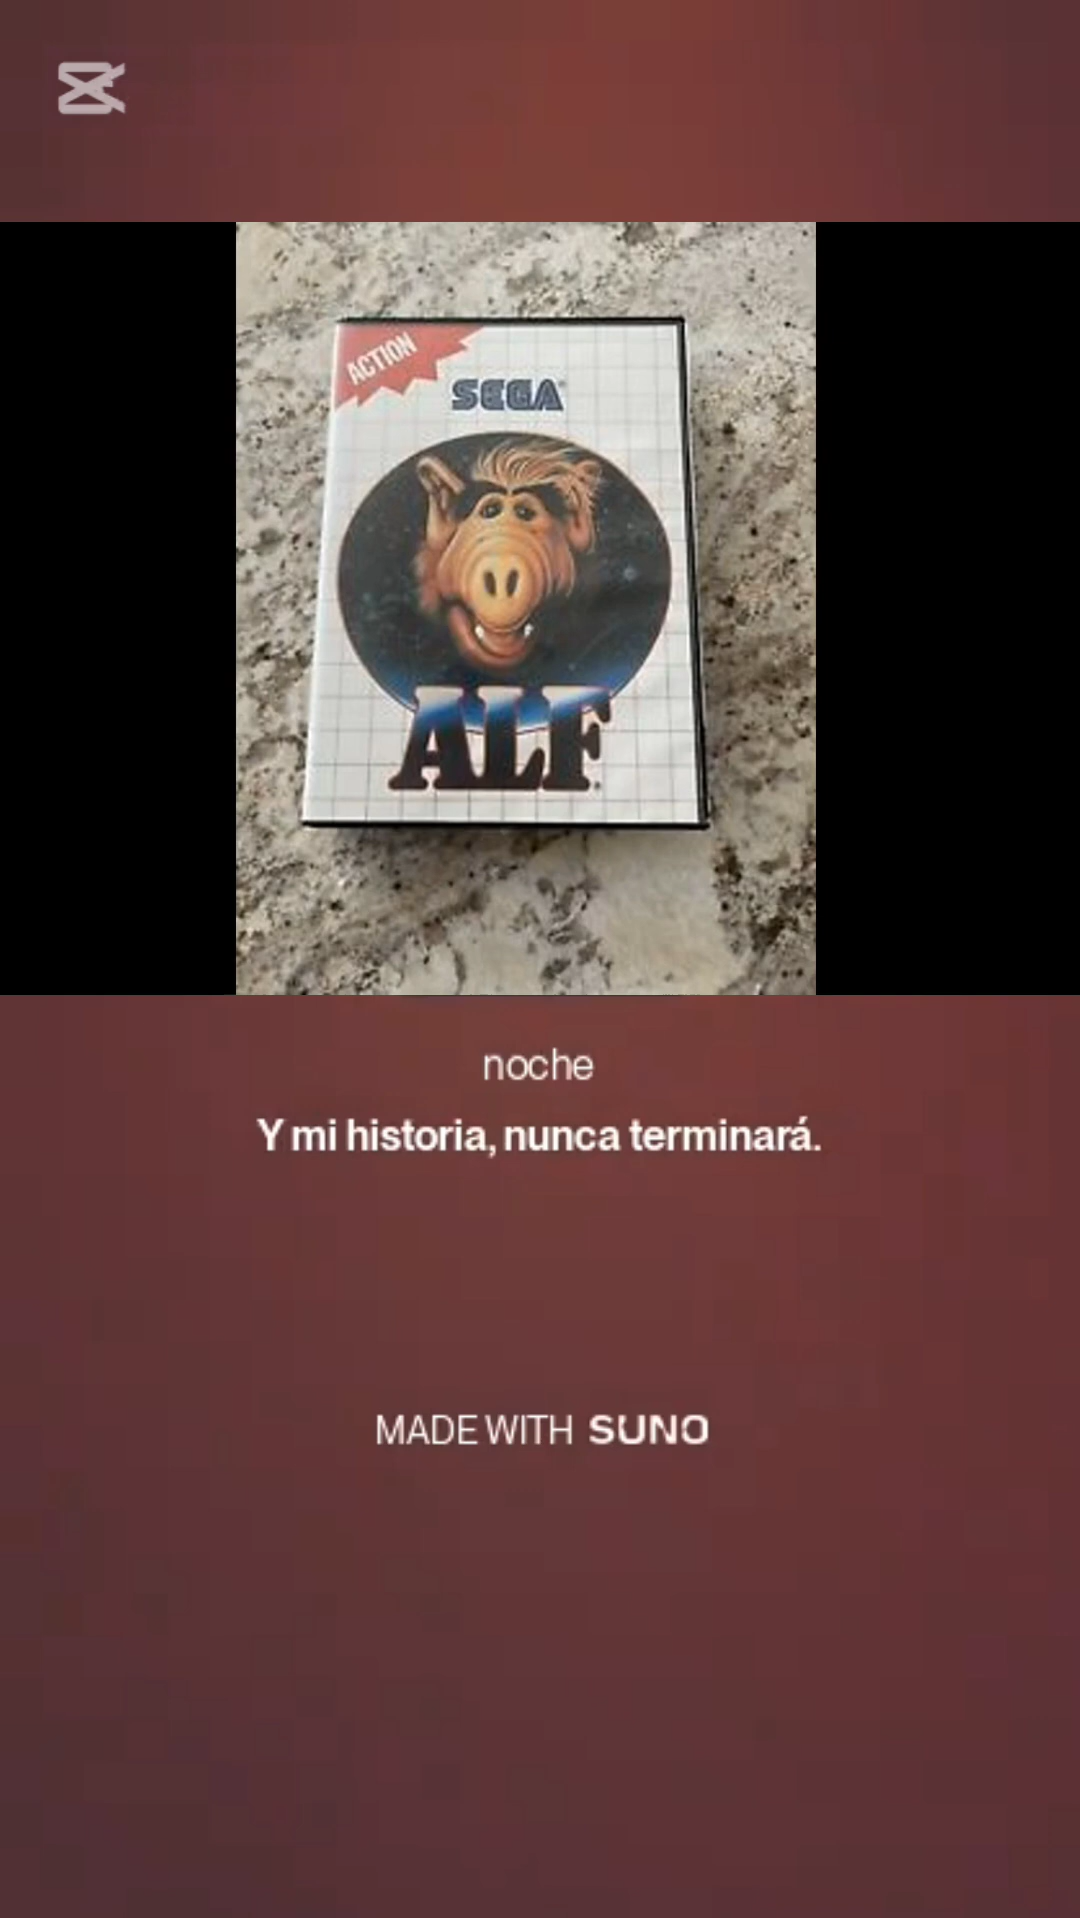 ACTION
SEGA
ALF
noche
Y mi historia, nunca terminará.
MADE WITH SUNO